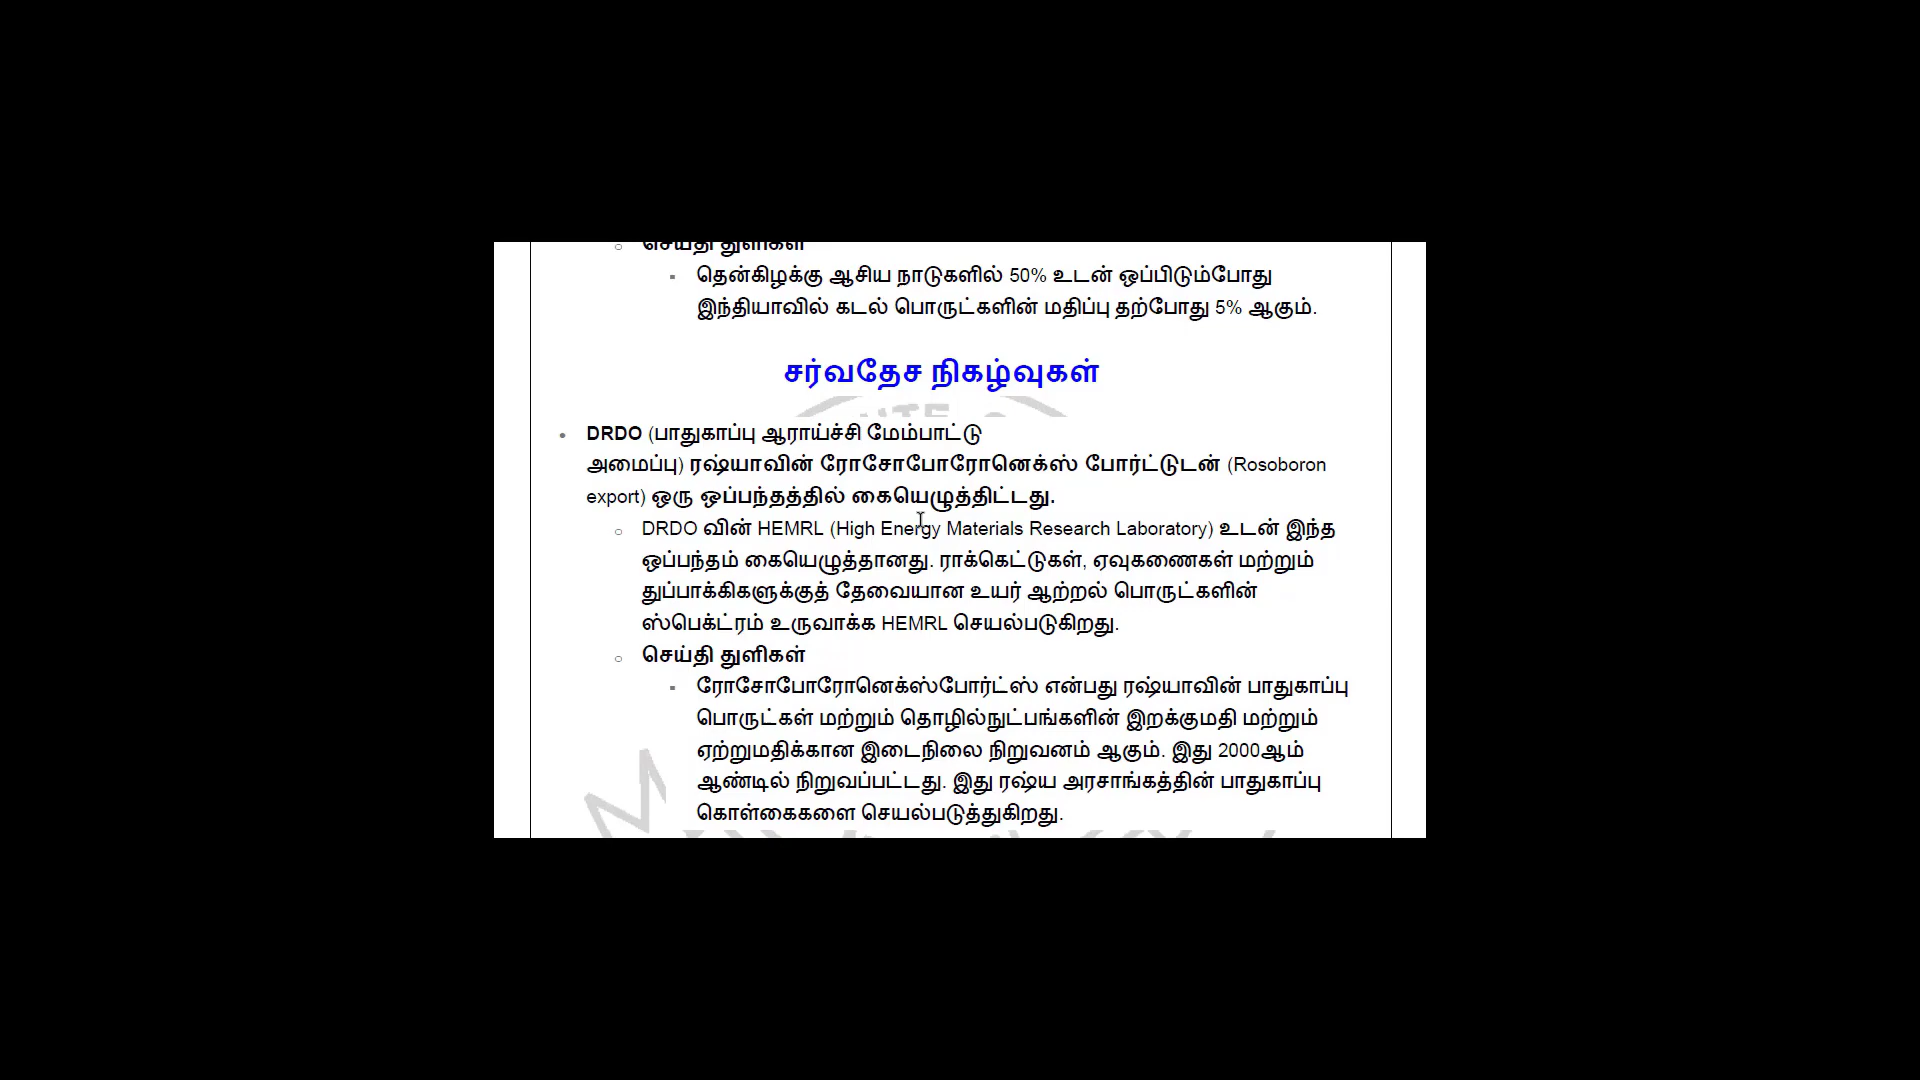 செய்தி துளிகள்
தென்கிழக்கு ஆசிய நாடுகளில் 50% உடன் ஒப்பிடும்போது
இந்தியாவில் கடல் பொருட்களின் மதிப்பு தற்போது 5% ஆகும்.
சர்வதேச நிகழ்வுகள்
DRDO (பாதுகாப்பு ஆராய்ச்சி மேம்பாட்டு
அமைப்பு) ரஷ்யாவின் ரோசோபோரோனெக்ஸ் போர்ட்டுடன் (Rosoboron
export) ஒரு ஒப்பந்தத்தில் கையெழுத்திட்டது.
DRDO வின் HEMRL (High Energy Materials Research Laboratory) உடன் இந்த
ஒப்பந்தம் கையெழுத்தானது. ராக்கெட்டுகள், ஏவுகணைகள் மற்றும்
துப்பாக்கிகளுக்குத் தேவையான உயர் ஆற்றல் பொருட்களின்
ஸ்பெக்ட்ரம் உருவாக்க HEMRL செயல்படுகிறது.
செய்தி துளிகள்
ரோசோபோரோனெக்ஸ்போர்ட்ஸ் என்பது ரஷ்யாவின் பாதுகாப்பு
பொருட்கள் மற்றும் தொழில்நுட்பங்களின் இறக்குமதி மற்றும்
ஏற்றுமதிக்கான இடைநிலை நிறுவனம் ஆகும். இது 2000ஆம்
ஆண்டில் நிறுவப்பட்டது. இது ரஷ்ய அரசாங்கத்தின் பாதுகாப்பு
கொள்கைகளை செயல்படுத்துகிறது.